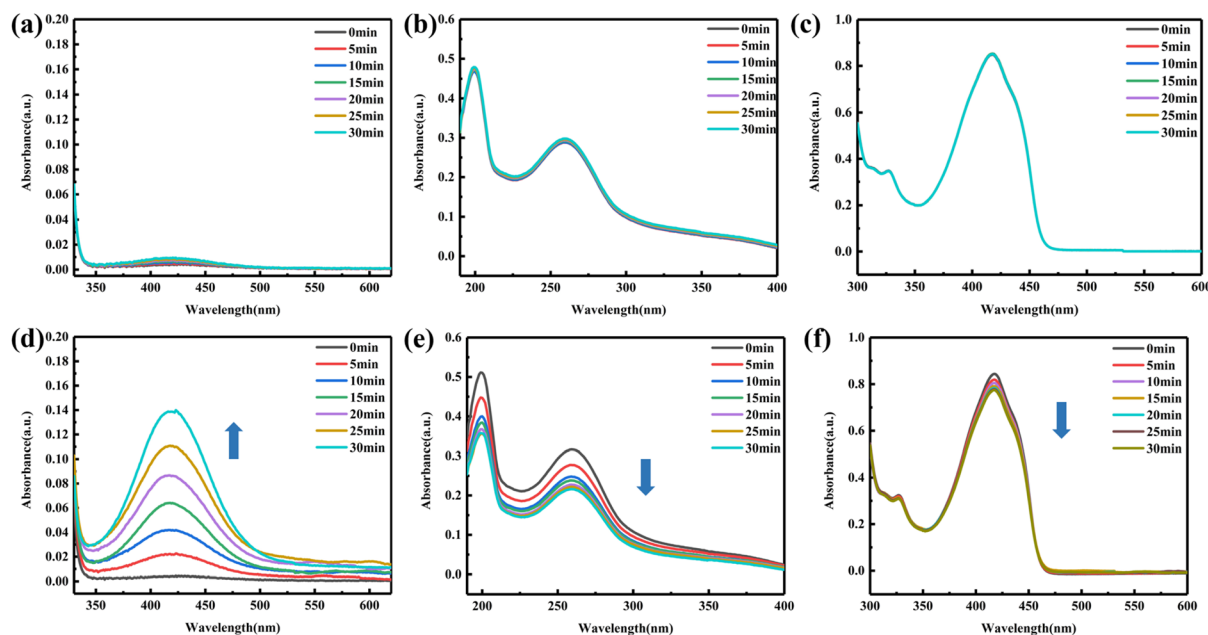 (a)
0.20
0.18
0.16
0.14
0.12
0.10
0.08
0.06
0.04
0.02
0.00
Absorbance(a.u.)
0min
5min
10min
15min
20min
25min
30min
350 400 450 500 550 600
Wavelength(nm)
(b)
0.6
0.5
0.4
0.3
0.2
0.1
0.0
Absorbance(a.u.)
0min
5min
10min
15min
20min
25min
30min
200 250 300 350 400
Wavelength(nm)
(c)
1.0
0.8
0.6
0.4
0.2
0.0
Absorbance(a.u.)
0min
5min
10min
15min
20min
25min
30min
300 350 400 450 500 550 600
Wavelength(nm)
(d)
0.20
0.18
0.16
0.14
0.12
0.10
0.08
0.06
0.04
0.02
0.00
Absorbance(a.u.)
0min
5min
10min
15min
20min
25min
30min
350 400 450 500 550 600
Wavelength(nm)
(e)
0.6
0.5
0.4
0.3
0.2
0.1
0.0
Absorbance(a.u.)
0min
5min
10min
15min
20min
25min
30min
200 250 300 350 400
Wavelength(nm)
(f)
1.0
0.8
0.6
0.4
0.2
0.0
Absorbance(a.u.)
0min
5min
10min
15min
20min
25min
30min
300 350 400 450 500 550 600
Wavelength(nm)